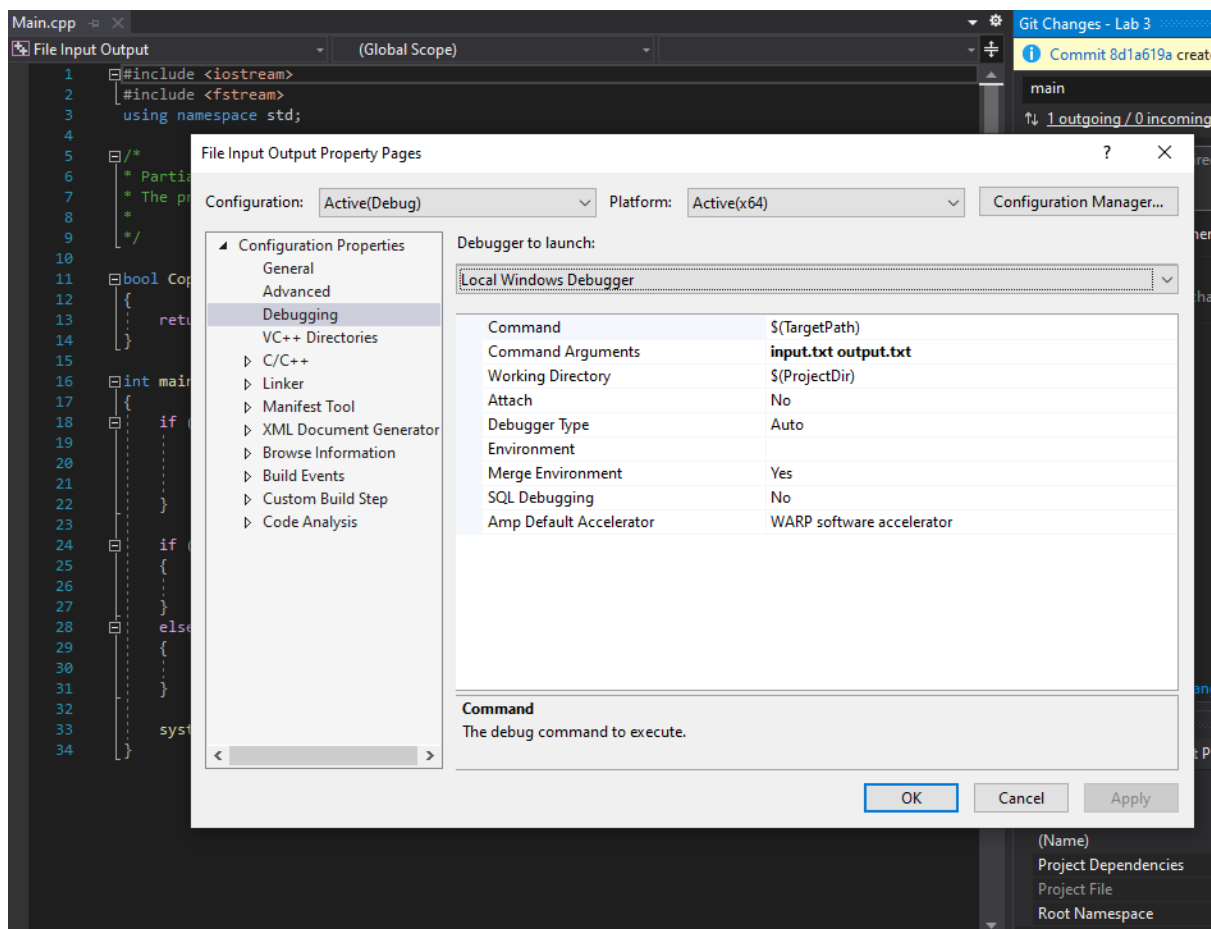 Main.cpp
Git Changes - Lab 3
File Input Output
(Global Scope)
Commit 8d1a619a creat
main
1 outgoing / 0 incoming
1 #include <iostream>
2 #include <fstream>
3 using namespace std;
4
5 /*
6 * Partia
7 * The pr
8 *
9 */
10
11 bool Cop
12 {
13 retu
14 }
15
16 int mair
17 {
18 if (
19
20
21
22 }
23
24 if (
25 {
26
27 }
28 else
29 {
30
31 }
32
33 syst
34 }
File Input Output Property Pages
? 
Configuration: Active(Debug) Platform: Active(x64) Configuration Manager...
Configuration Properties
General
Advanced
Debugging
VC++ Directories
C/C++
Linker
Manifest Tool
XML Document Generator
Browse Information
Build Events
Custom Build Step
Code Analysis
Debugger to launch:
Local Windows Debugger
Command $(TargetPath)
Command Arguments input.txt output.txt
Working Directory $(ProjectDir)
Attach No
Debugger Type Auto
Environment
Merge Environment Yes
SQL Debugging No
Amp Default Accelerator WARP software accelerator
Command
The debug command to execute.
OK Cancel Apply
(Name)
Project Dependencies
Project File
Root Namespace